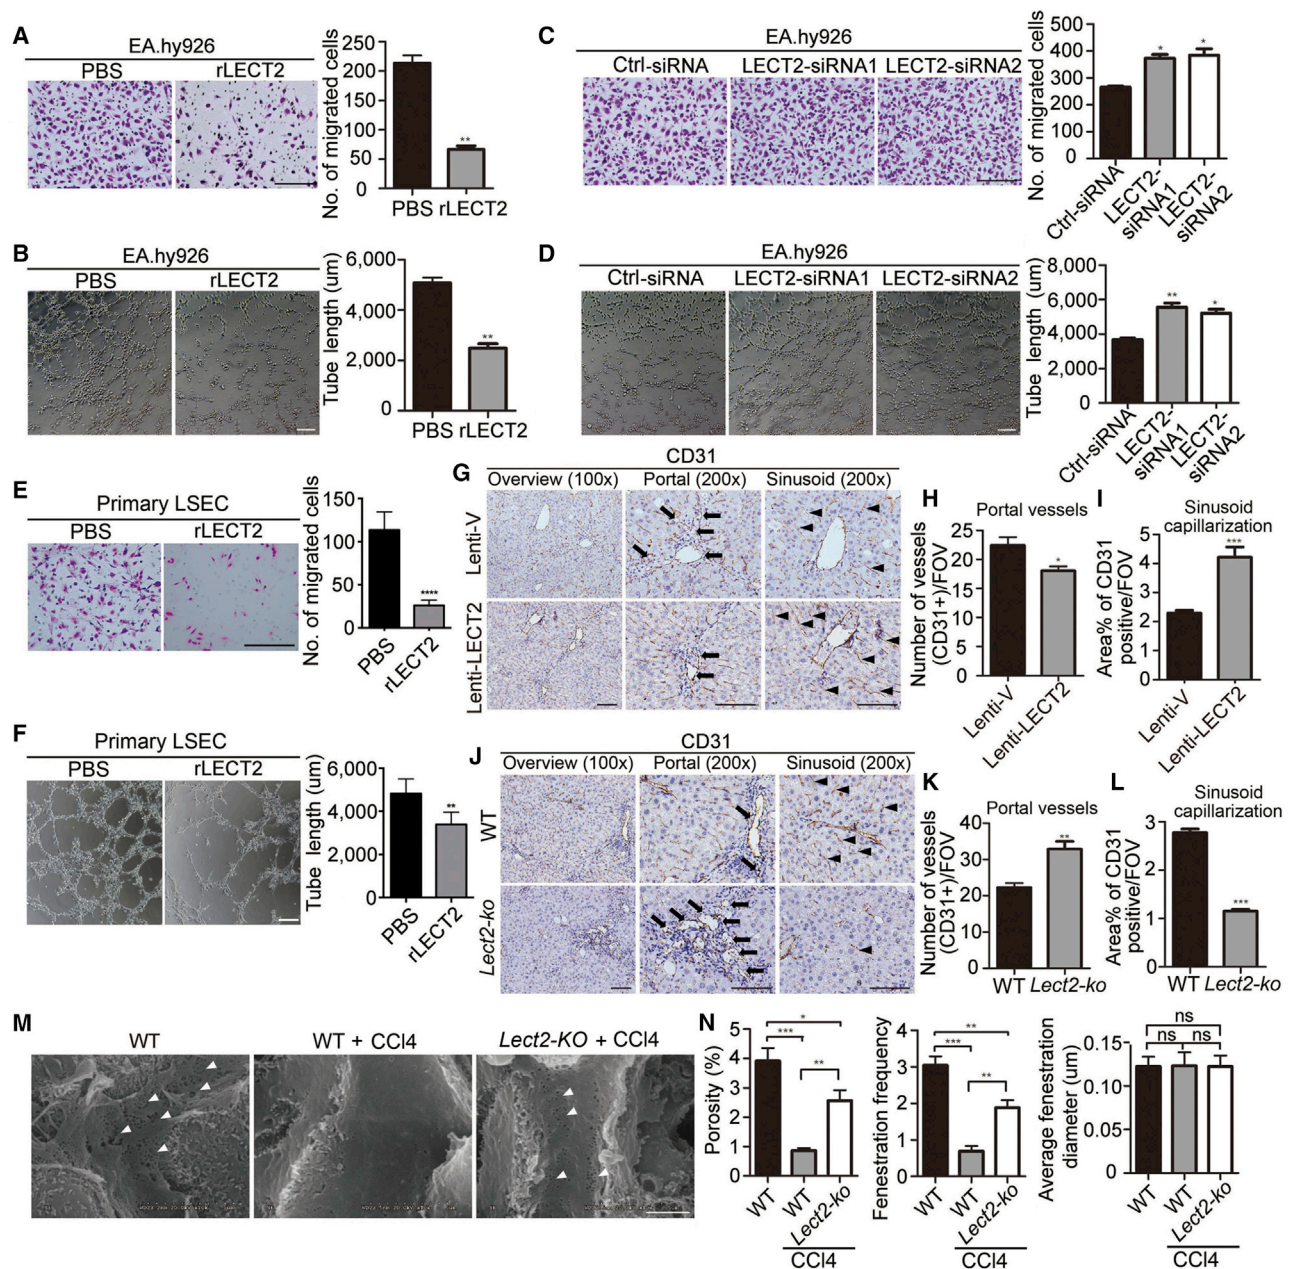 A
EA.hy926
PBS
rLECT2
No. of migrated cells
250
200
150
100
50
0
**
PBS rLECT2
C
EA.hy926
Ctrl-siRNA
LECT2-siRNA1
LECT2-siRNA2
No. of migrated cells
500
400
300
200
100
0
*
*
Ctrl-siRNA
LECT2-
siRNA1
LECT2-
siRNA2
B
EA.hy926
PBS
rLECT2
Tube length (um)
6,000
4,000
2,000
0
**
PBS rLECT2
D
EA.hy926
Ctrl-siRNA
LECT2-siRNA1
LECT2-siRNA2
Tube length (um)
8,000
6,000
4,000
2,000
0
**
*
Ctrl-siRNA
LECT2-
siRNA1
LECT2-
siRNA2
E
Primary LSEC
PBS
rLECT2
No. of migrated cells
150
100
50
0
****
PBS
rLECT2
F
Primary LSEC
PBS
rLECT2
Tube length (um)
6,000
4,000
2,000
0
**
PBS
rLECT2
G
CD31
Overview (100x)
Portal (200x)
Sinusoid (200x)
Lenti-V
Lenti-LECT2
H
Portal vessels
Number of vessels
(CD31+)/FOV
25
20
15
10
5
0
*
Lenti-V
Lenti-LECT2
I
Sinusoid
capillarization
Area% of CD31
positive/FOV
5
4
3
2
1
0
***
Lenti-V
Lenti-LECT2
J
CD31
Overview (100x)
Portal (200x)
Sinusoid (200x)
WT
Lect2-ko
K
Portal vessels
Number of vessels
(CD31+)/FOV
40
30
20
10
0
**
WT Lect2-ko
L
Sinusoid
capillarization
Area% of CD31
positive/FOV
3
2
1
0
***
WT Lect2-ko
M
WT
WT + CCl4
Lect2-KO + CCl4
N
Porosity (%)
5
4
3
2
1
0
*
***
**
WT
WT
Lect2-ko
CCl4
Fenestration frequency
4
3
2
1
0
**
***
**
WT
WT
Lect2-ko
CCl4
Average fenestration
diameter (um)
0.15
0.10
0.05
0
ns
ns
ns
WT
WT
Lect2-ko
CCl4